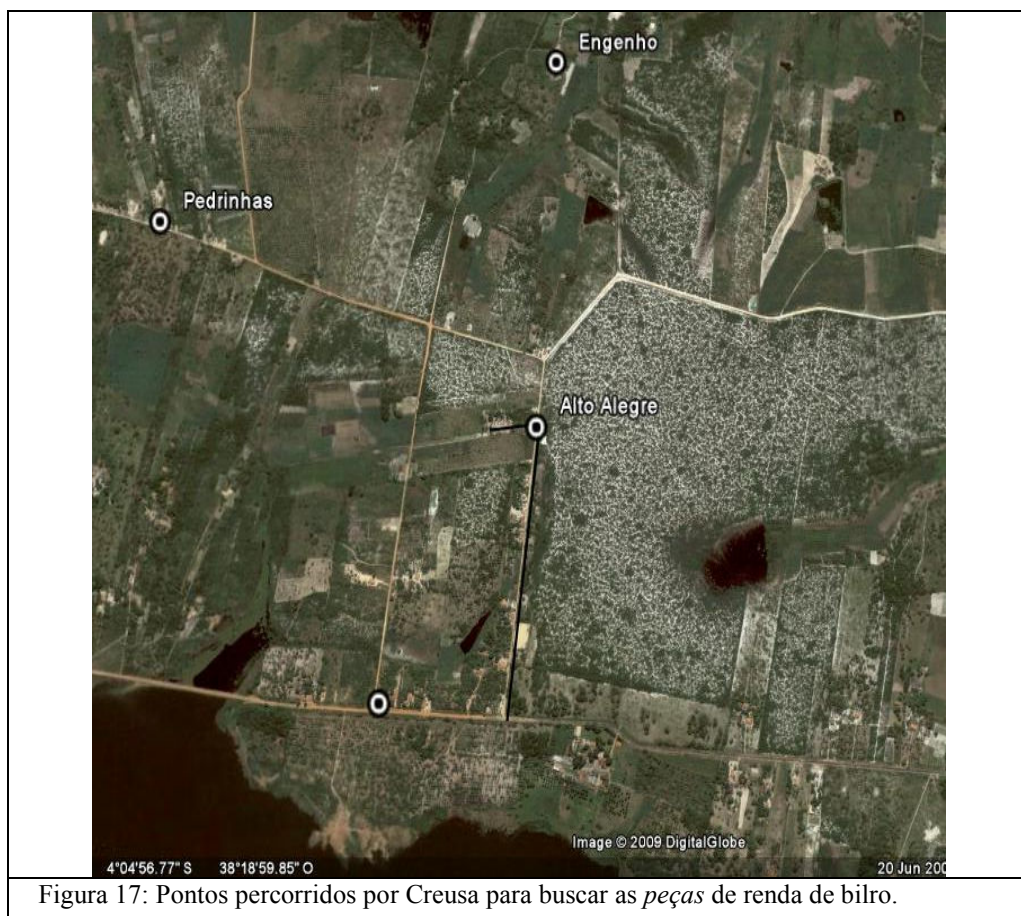 Engenho
Pedrinhas
Alto Alegre
Image © 2009 DigitalGlobe
4°04'56.77" S 38°18'59.85" O 20 Jun 200
Figura 17: Pontos percorridos por Creusa para buscar as peças de renda de bilro.